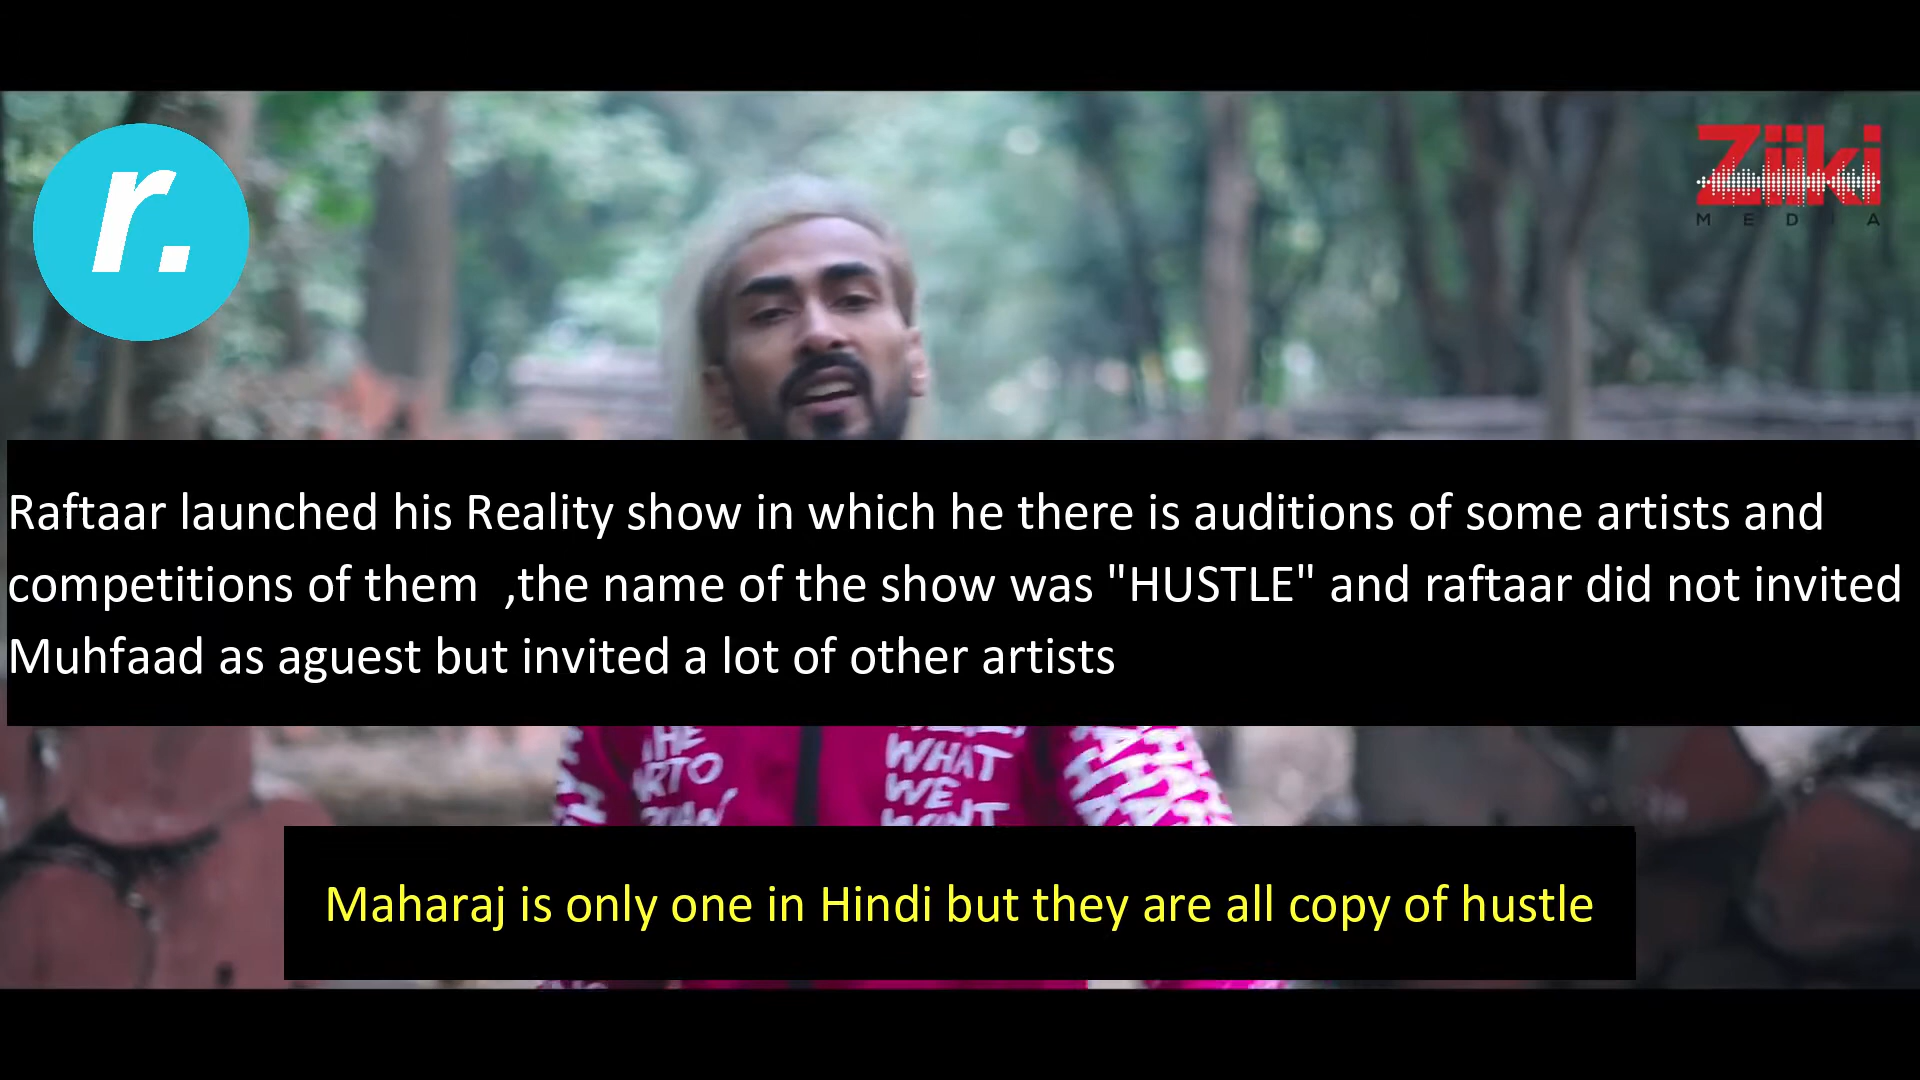 r.
Ziiki
MEDIA
Raftaar launched his Reality show in which he there is auditions of some artists and
competitions of them  ,the name of the show was "HUSTLE" and raftaar did not invited
Muhfaad as aguest but invited a lot of other artists
WHAT
WE
Maharaj is only one in Hindi but they are all copy of hustle